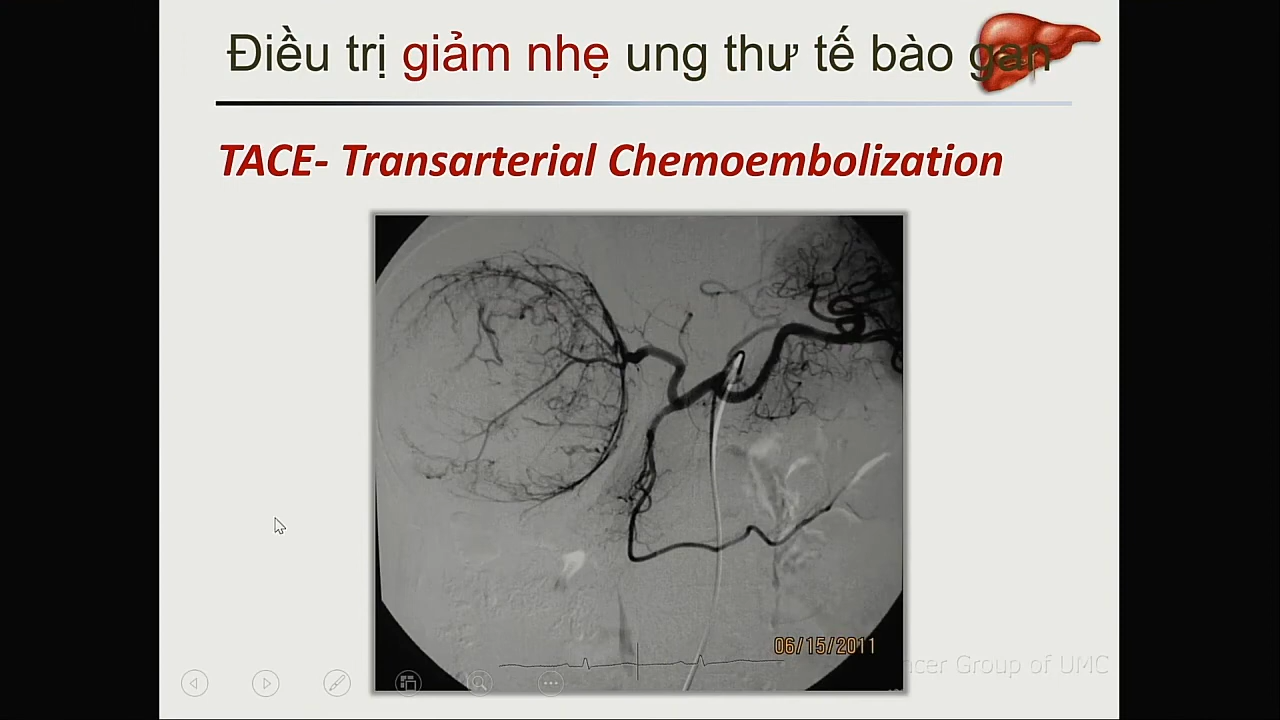 Điều trị giảm nhẹ ung thư tế bào gan
TACE- Transarterial Chemoembolization
06/15/2011
ncer Group of UMC